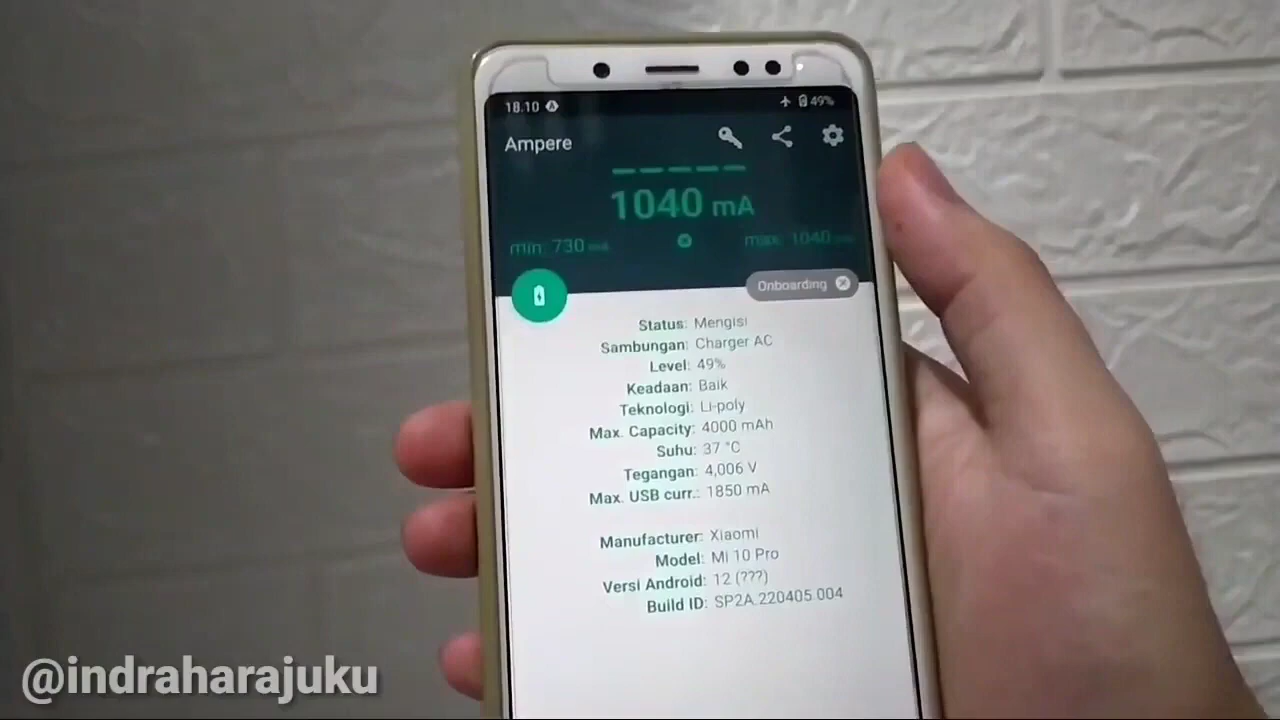 18.10 49%
Ampere
1040 mA
min: 730 mA max: 1040
Onboarding
Status: Mengisi
Sambungan: Charger AC
Level: 49%
Keadaan: Baik
Teknologi: Li-poly
Max. Capacity: 4000 mAh
Suhu: 37 °C
Tegangan: 4,006 V
Max. USB curr.: 1850 mA
Manufacturer: Xiaomi
Model: Mi 10 Pro
Versi Android: 12 (???)
Build ID: SP2A.220405.004
@indraharajuku